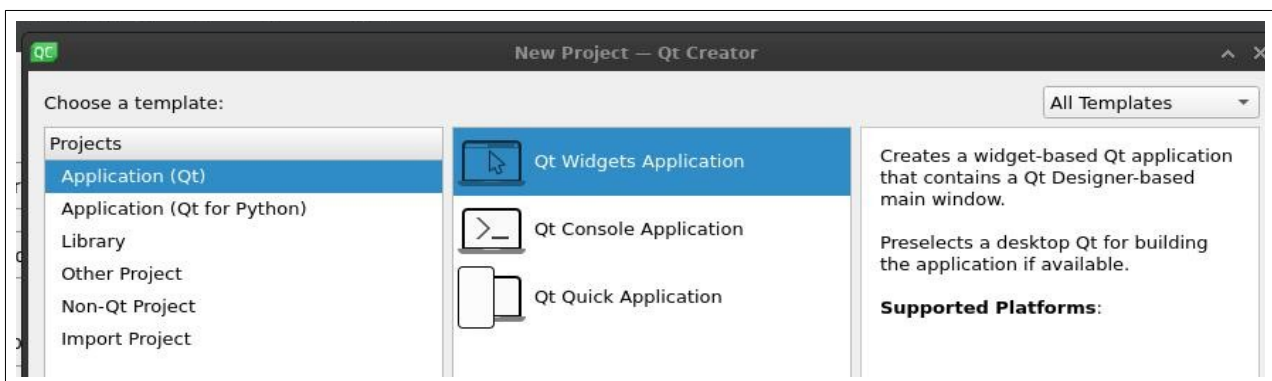 QC
New Project — Qt Creator
Choose a template:
All Templates
Projects
Application (Qt)
Application (Qt for Python)
Library
Other Project
Non-Qt Project
Import Project
Qt Widgets Application
>_
Qt Console Application
Qt Quick Application
Creates a widget-based Qt application
that contains a Qt Designer-based
main window.
Preselects a desktop Qt for building
the application if available.
Supported Platforms: